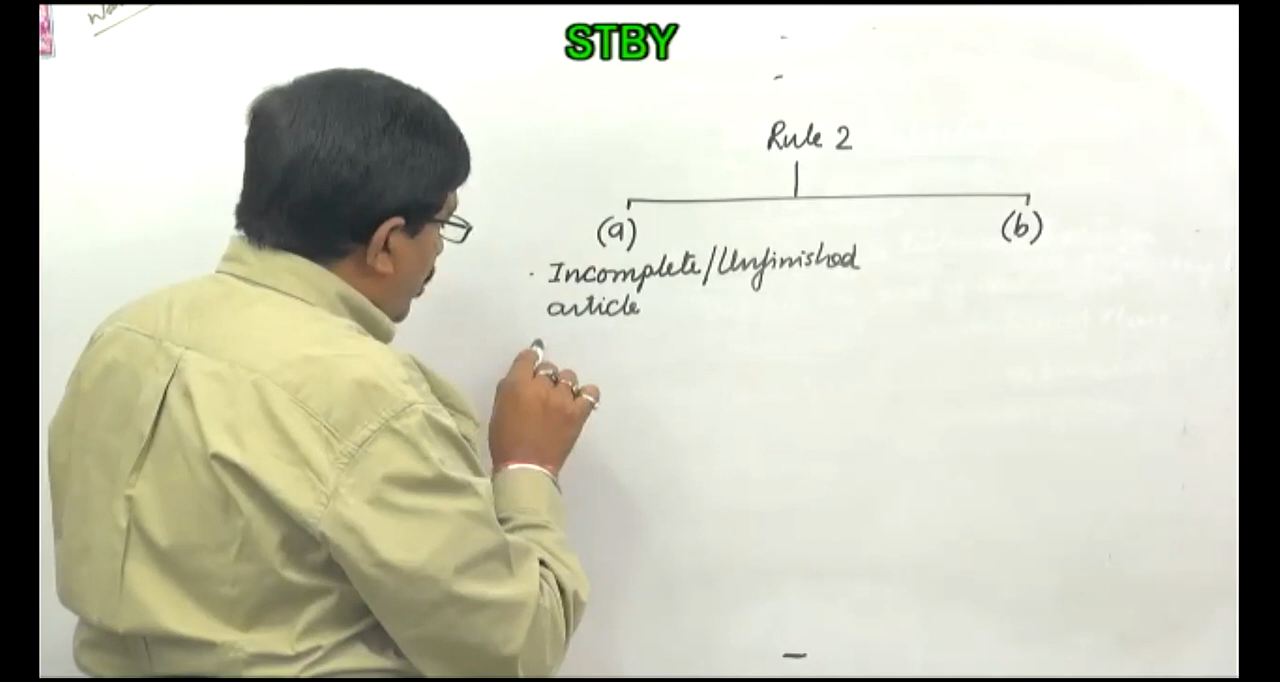 STBY
Rule 2
(a) (b)
· Incomplete/Unfinished
article